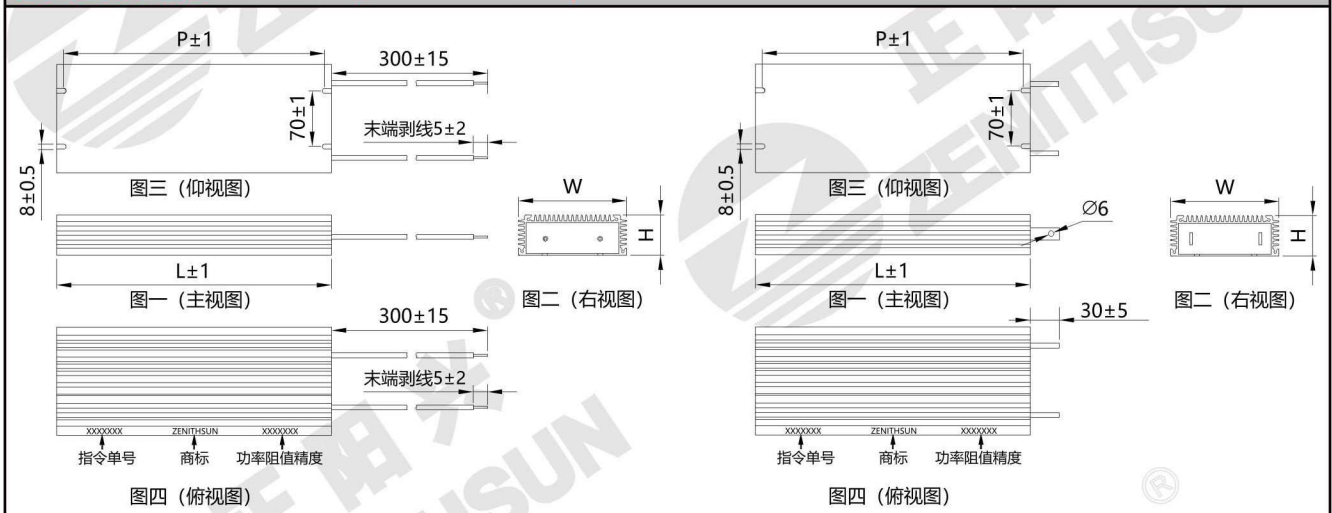 P±1
300±15
70±1
末端剥线5±2
8±0.5
图三 (仰视图)
W
H
L±1
图一 (主视图)
图二 (右视图)
300±15
末端剥线5±2
XXXXXXX
ZENITHSUN
XXXXXXX
指令单号
商标
功率阻值精度
图四 (俯视图)
P±1
70±1
8±0.5
图三 (仰视图)
Ø6
W
H
L±1
图一 (主视图)
图二 (右视图)
30±5
XXXXXXX
ZENITHSUN
XXXXXXX
指令单号
商标
功率阻值精度
图四 (俯视图)
正阳兴
ZENITHSUN
®
®